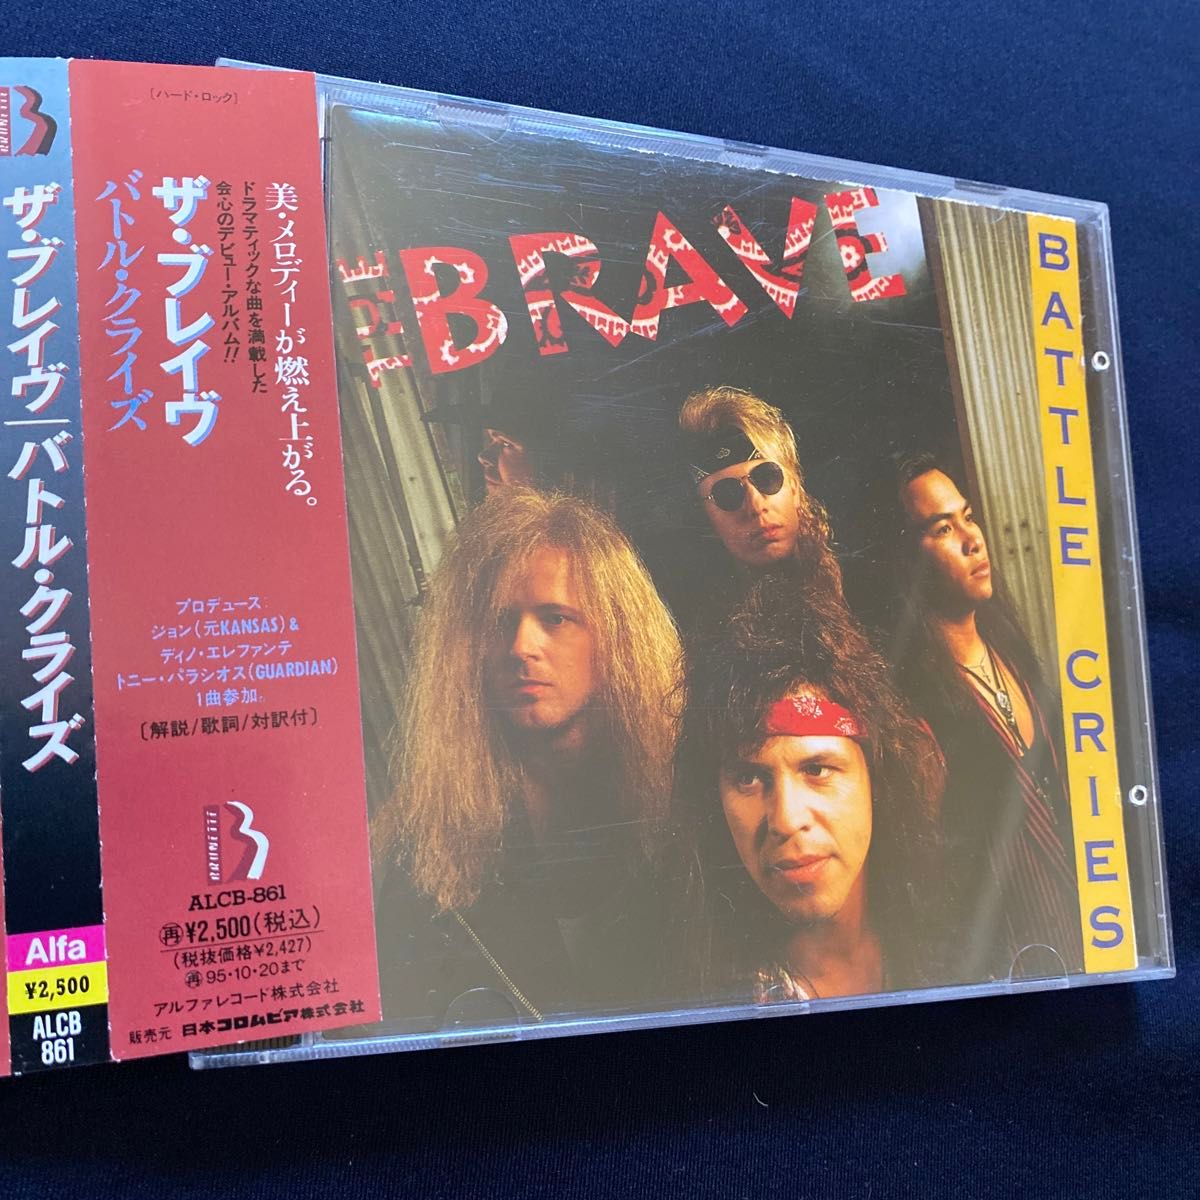 ザ・ブレイヴ|バトル・クライズ
Alfa
¥2,500
ALCB
861
〔ハード・ロック〕
美・メロディーが燃え上がる。
ドラマティックな曲を満載した
会心のデビュー・アルバム!!
ザ・ブレイヴ
バトル・クライズ
プロデュース:
ジョン(元KANSAS)&
ディノ・エレファンテ
トニー・パラシオス(GUARDIAN)
1曲参加。
〔解説/歌詞/対訳付〕
BRUNETTE
ALCB-861
再¥2,500(税込)
(税抜価格¥2,427)
再95・10・20まで
アルファレコード株式会社
販売元 日本コロムビア株式会社
THE BRAVE
BATTLE CRIES